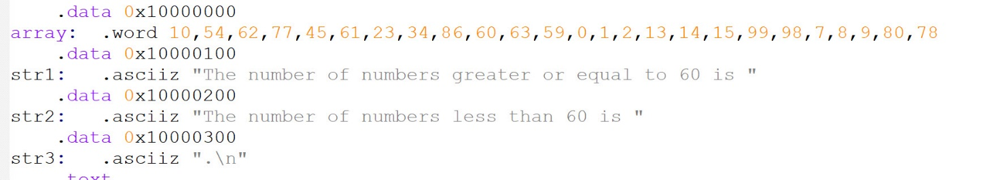 .data 0x10000000
array: .word 10,54,62,77,45,61,23,34,86,60,63,59,0,1,2,13,14,15,99,98,7,8,9,80,78
.data 0x10000100
str1: .asciiz "The number of numbers greater or equal to 60 is "
.data 0x10000200
str2: .asciiz "The number of numbers less than 60 is "
.data 0x10000300
str3: .asciiz ".\n"
.text